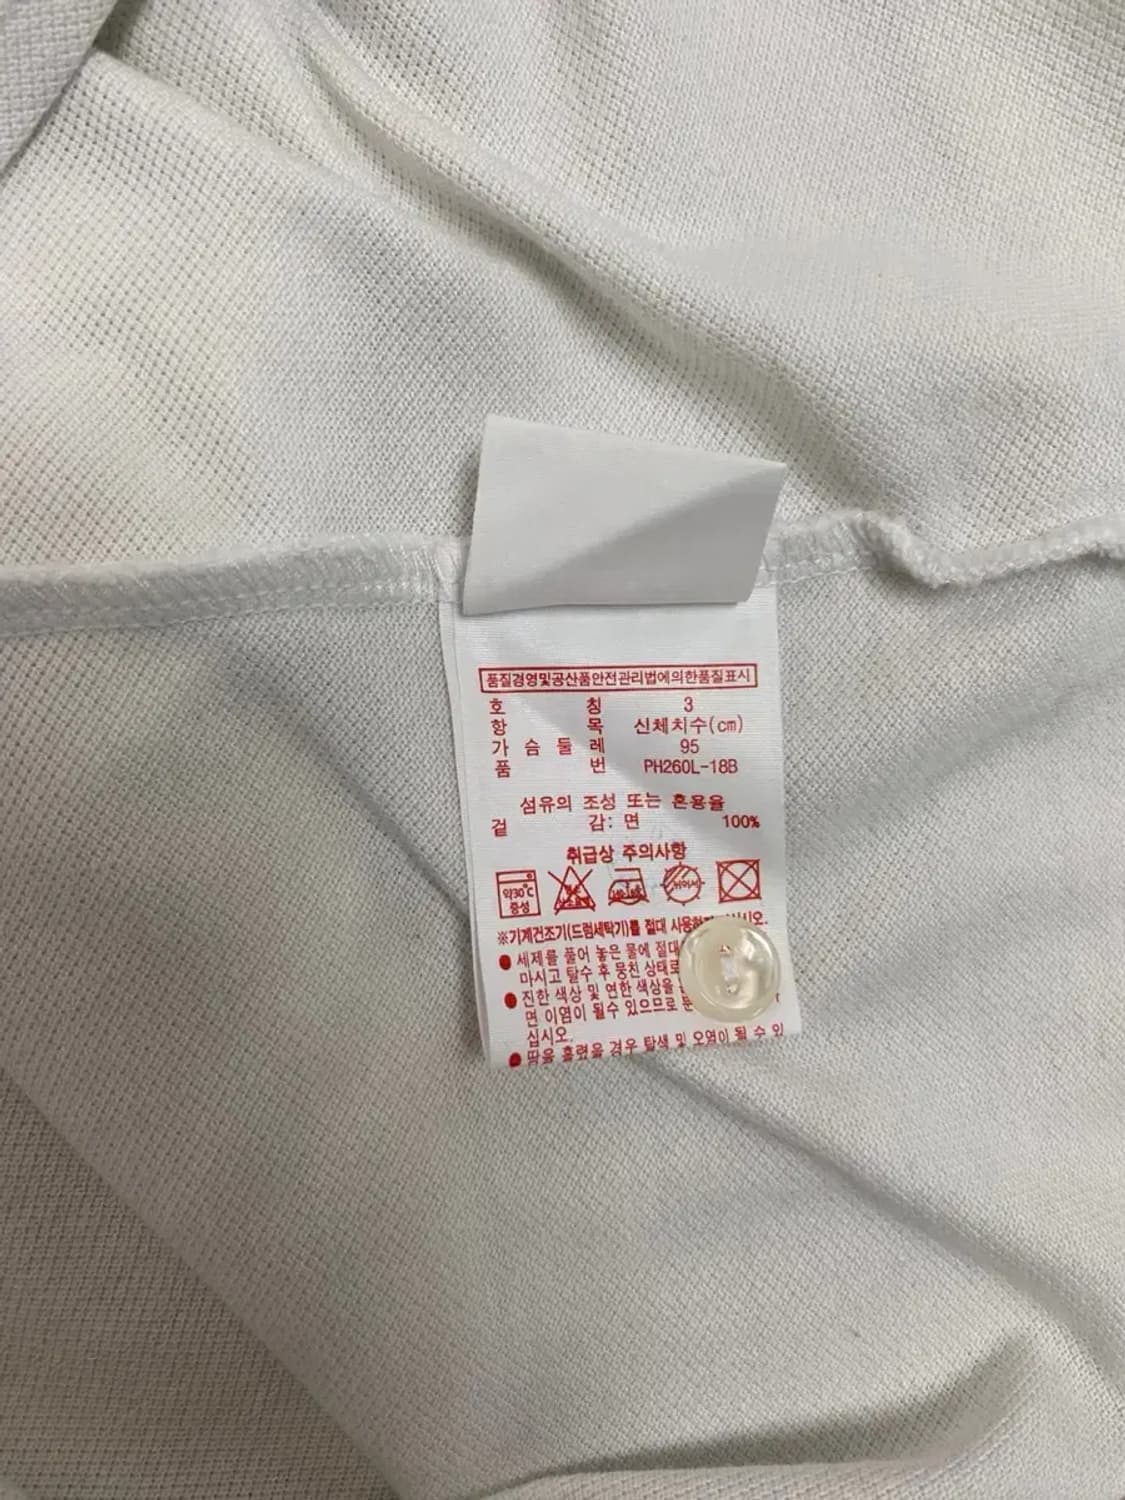 품질경영및공산품안전관리법에의한품질표시
호 칭 3
항 목 신체치수(cm)
가 슴 둘 레 95
품 번 PH260L-18B
섬유의 조성 또는 혼용율
겉 감: 면 100%
취급상 주의사항
약30°C
중성
※기계건조기(드럼세탁기)를 절대 사용하지 십시오.
● 세제를 풀어 놓은 물에 절대
마시고 탈수 후 뭉친 상태로
● 진한 색상 및 연한 색상을
면 이염이 될수 있으므로
십시오.
● 땀을 흘렸을 경우 탈색 및 오염이 될 수 있